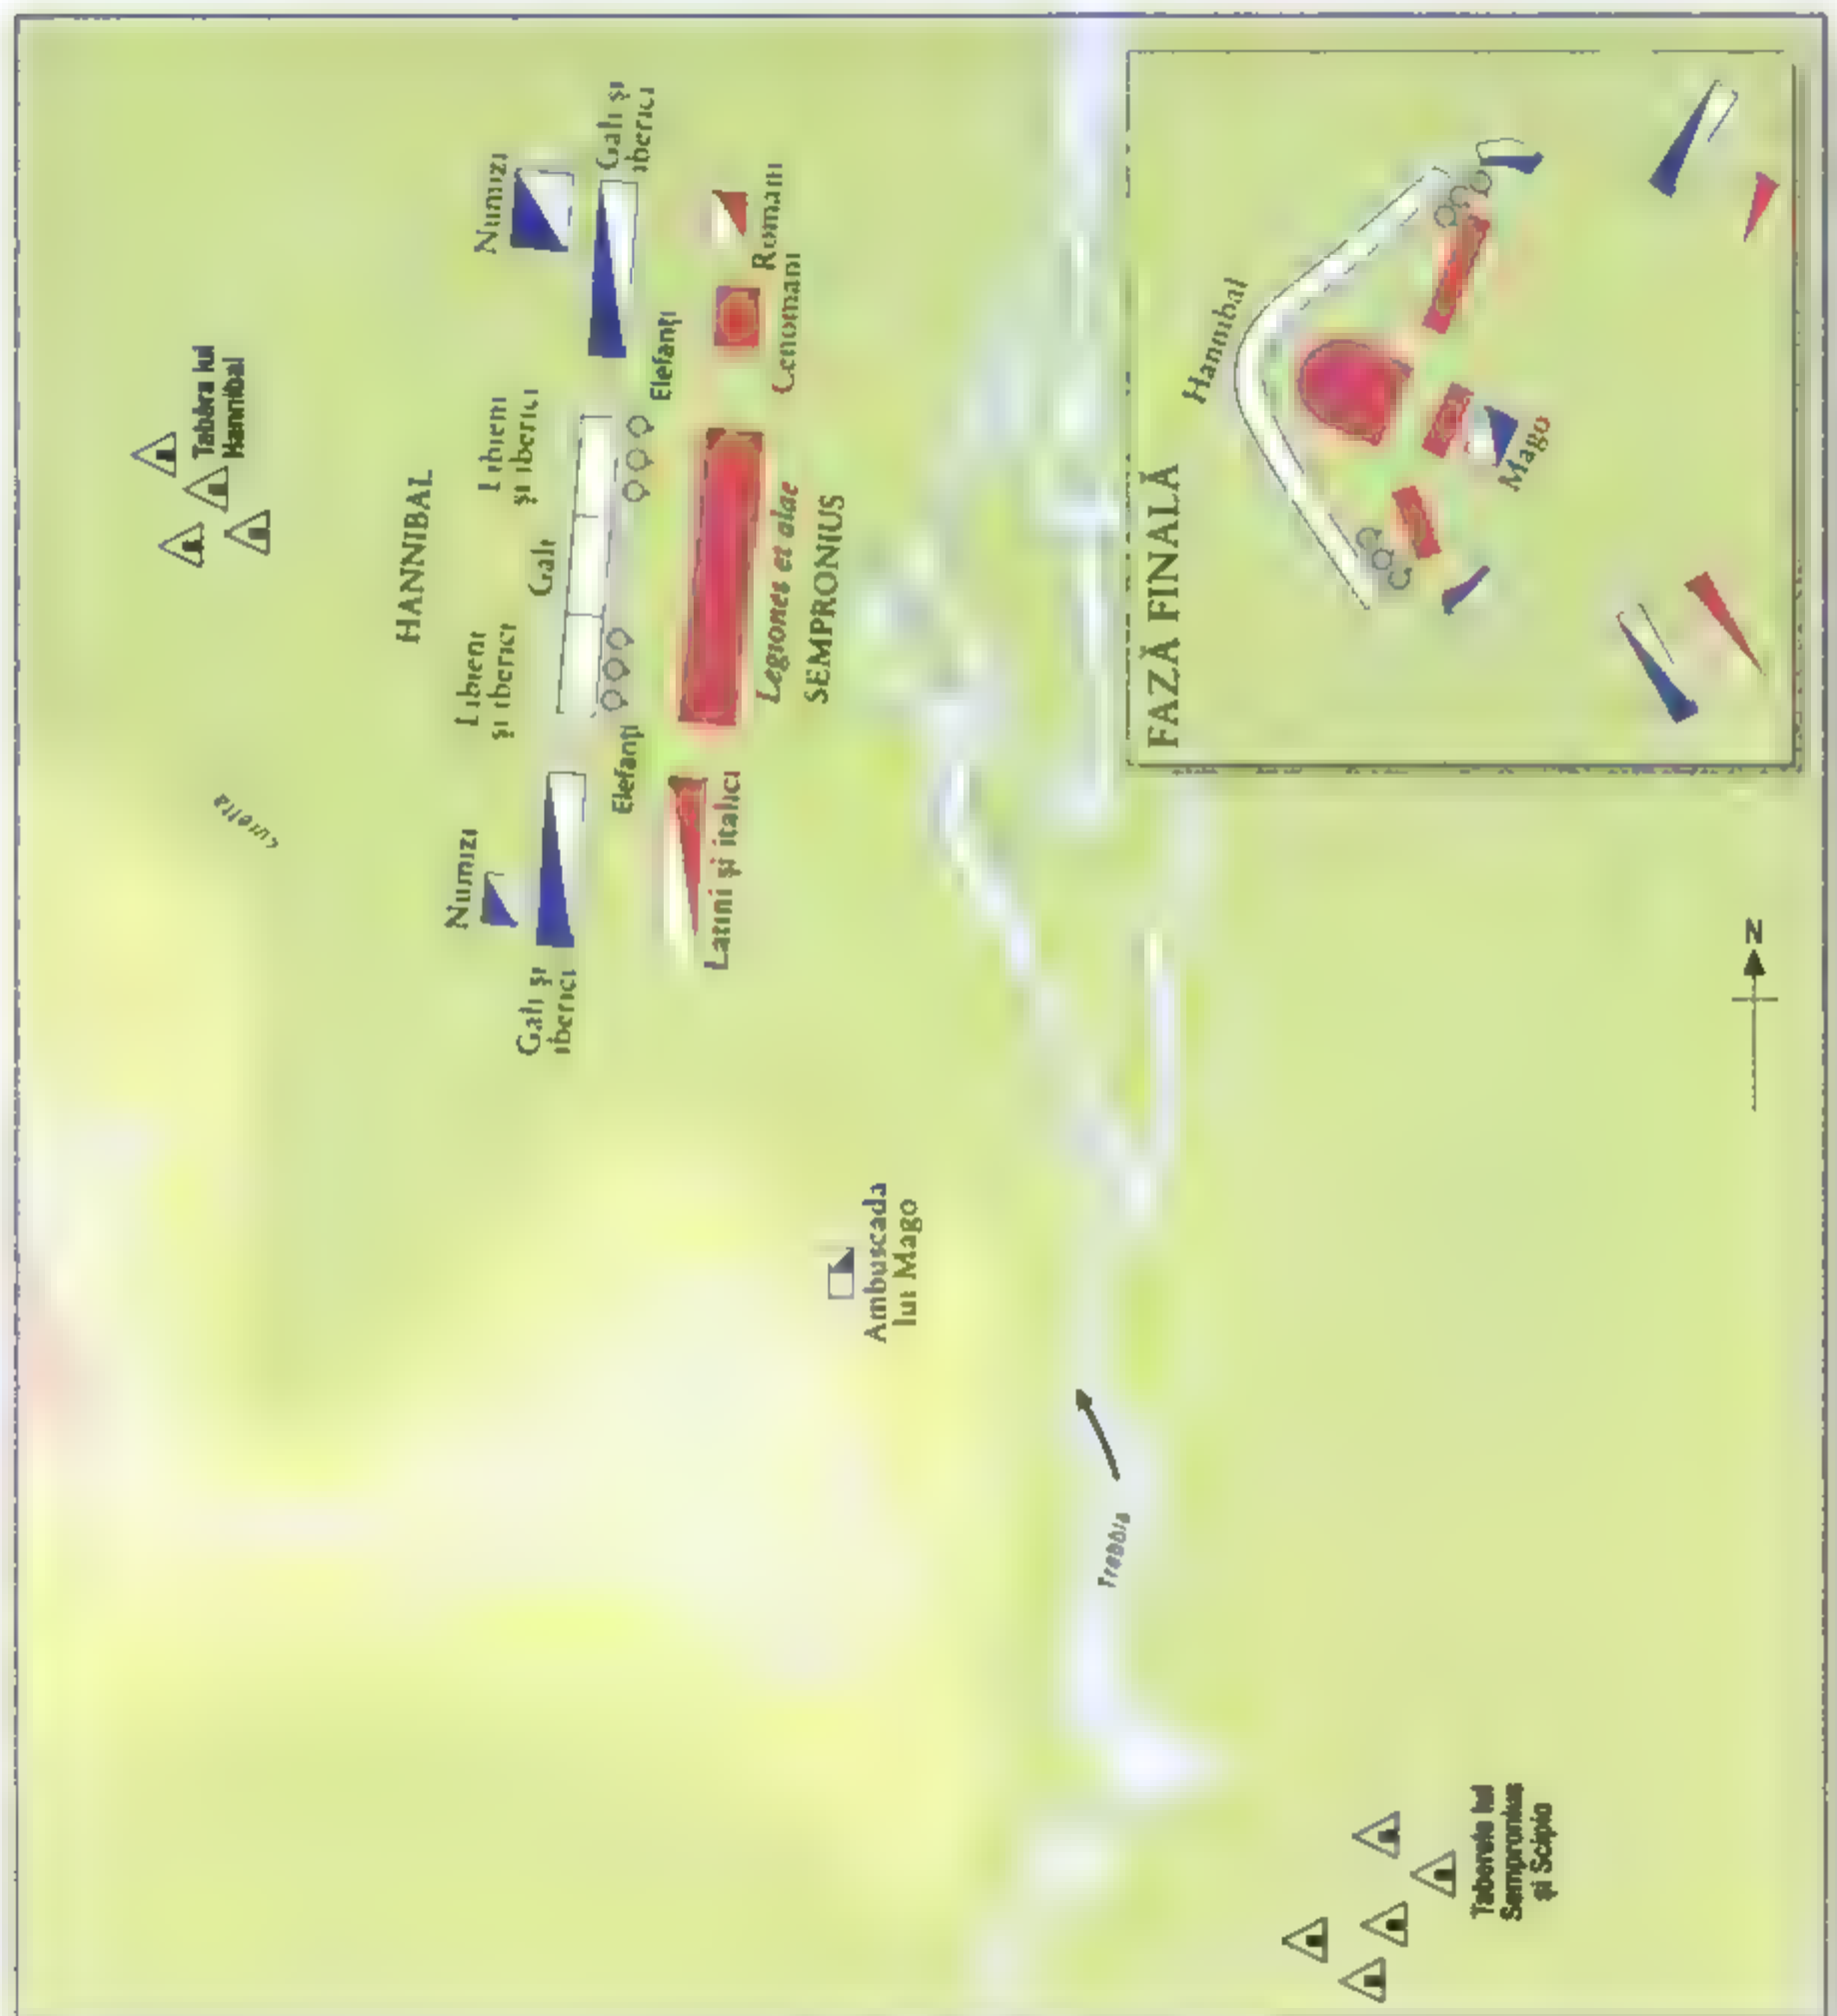 Tabăra lui
Hannibal
HANNIBAL
Numizi
Gali și
iberici
Libieni
și iberici
Gali
Libieni
și iberici
Elefanți
Elefanți
Numizi
Gali și
iberici
Romani
Cenomani
Legiones et alae
SEMPRONIUS
Latini și italici
Luretta
Ambuscada
lui Mago
Trebbia
Taberele lui
Sempronius
și Scipio
N
FAZĂ FINALĂ
Hannibal
Mago